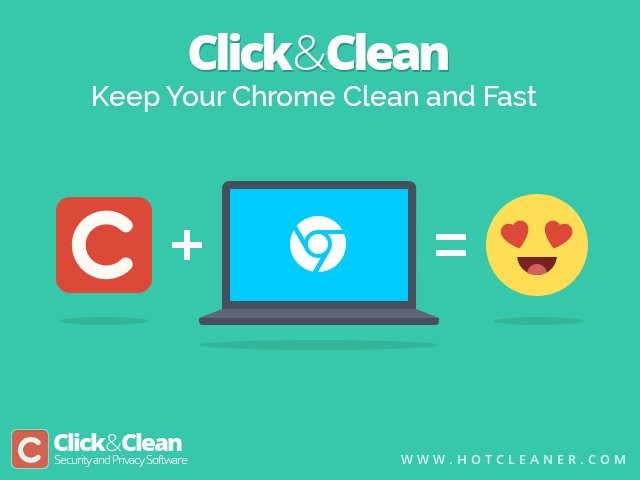 Click&Clean
Keep Your Chrome Clean and Fast
C
+
=
C
Click&Clean
Security and Privacy Software
WWW.HOTCLEANER.COM